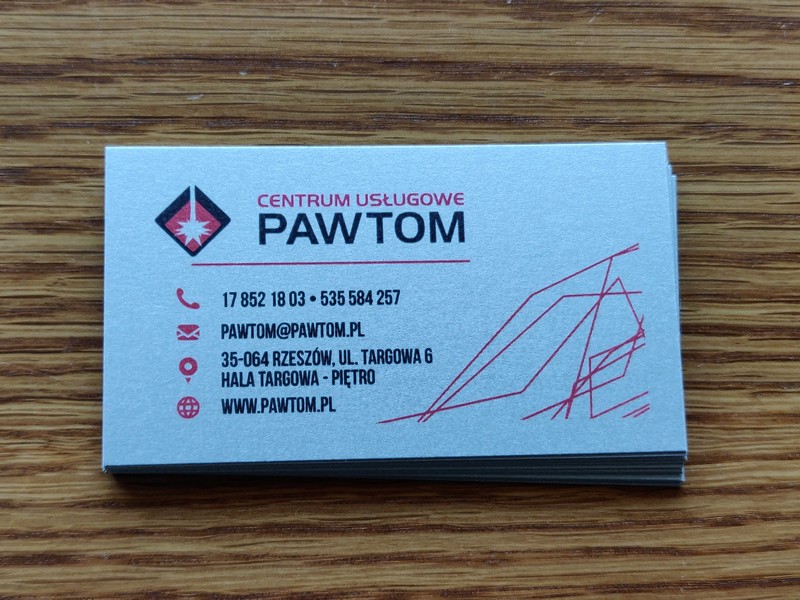 CENTRUM USŁUGOWE
PAWTOM
17 852 18 03 • 535 584 257
PAWTOM@PAWTOM.PL
35-064 RZESZÓW, UL. TARGOWA 6
HALA TARGOWA - PIĘTRO
WWW.PAWTOM.PL